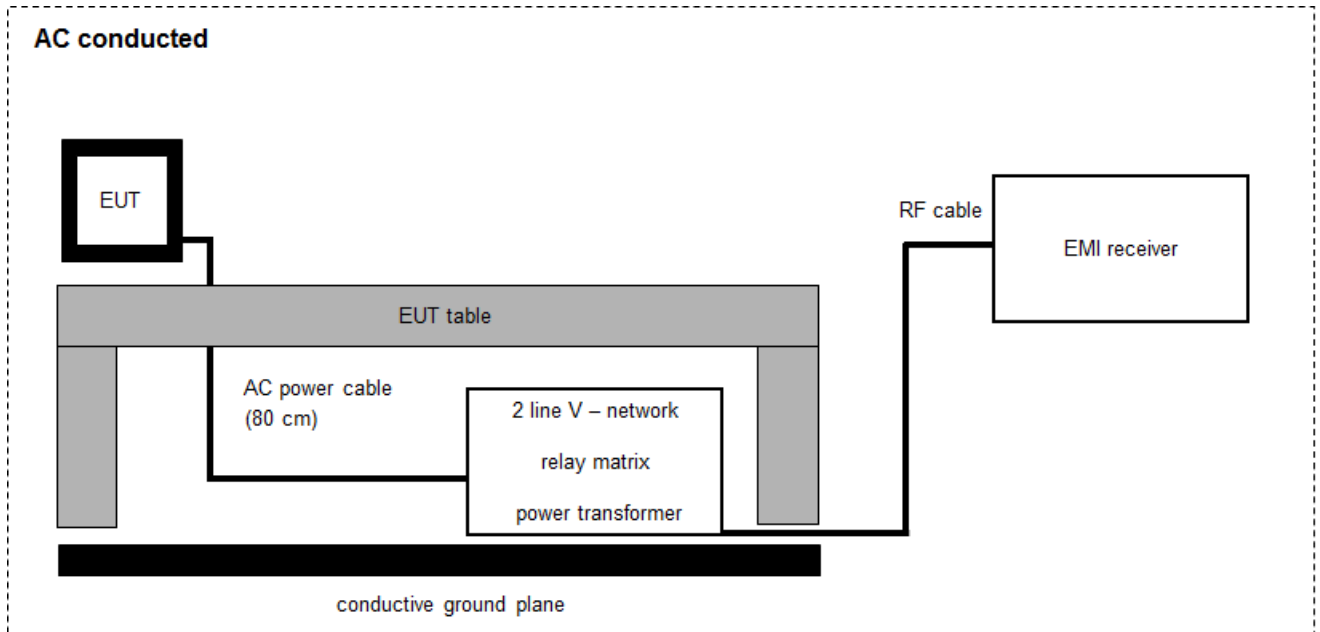 AC conducted
EUT
RF cable
EMI receiver
EUT table
AC power cable
(80 cm)
2 line V – network
relay matrix
power transformer
conductive ground plane